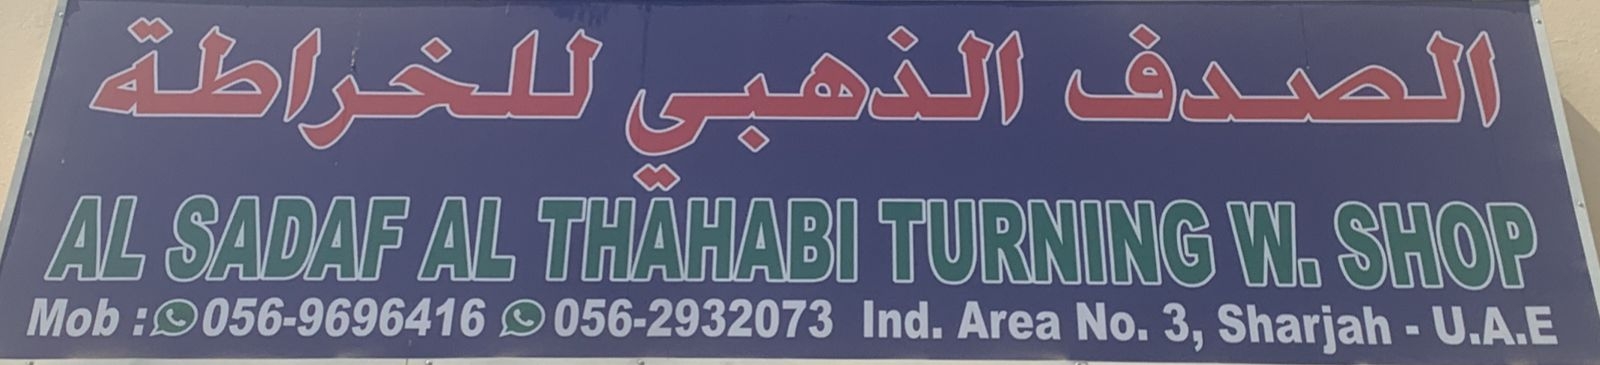 الصدف الذهبي للخراطة
AL SADAF AL THAHABI TURNING W. SHOP
Mob : 056-9696416 056-2932073 Ind. Area No. 3, Sharjah - U.A.E